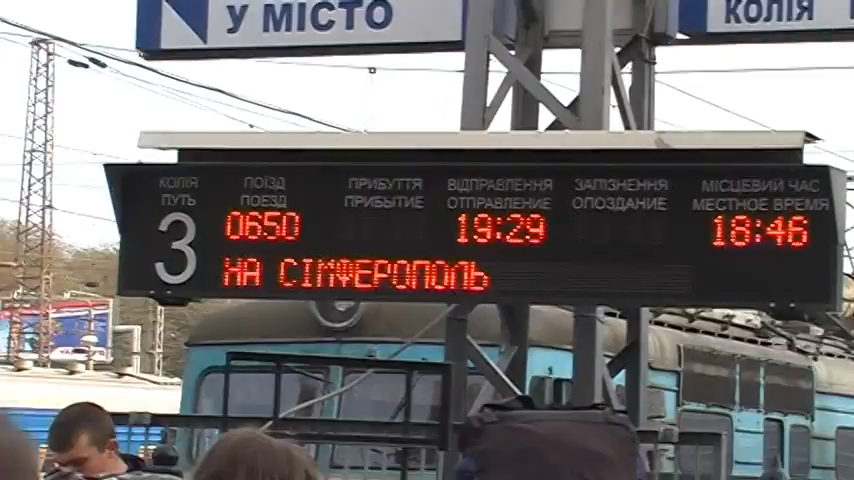 у місто
колія
КОЛІЯ ПОЇЗД ПРИБУТТЯ ВІДПРАВЛЕННЯ ЗАПІЗНЕННЯ МІСЦЕВИЙ ЧАС
ПУТЬ ПОЕЗД ПРИБЫТИЕ ОТПРАВЛЕНИЕ ОПОЗДАНИЕ МЕСТНОЕ ВРЕМЯ
3 0650 19:29 18:46
НА СІМФЕРОПОЛЬ